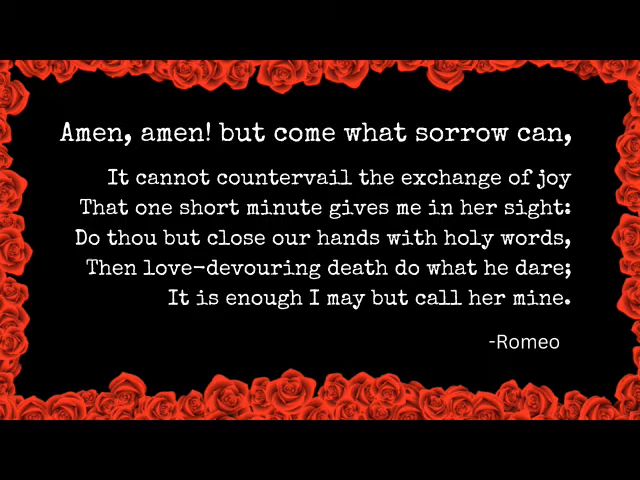 Amen, amen! but come what sorrow can,
It cannot countervail the exchange of joy
That one short minute gives me in her sight:
Do thou but close our hands with holy words,
Then love-devouring death do what he dare;
It is enough I may but call her mine.
-Romeo